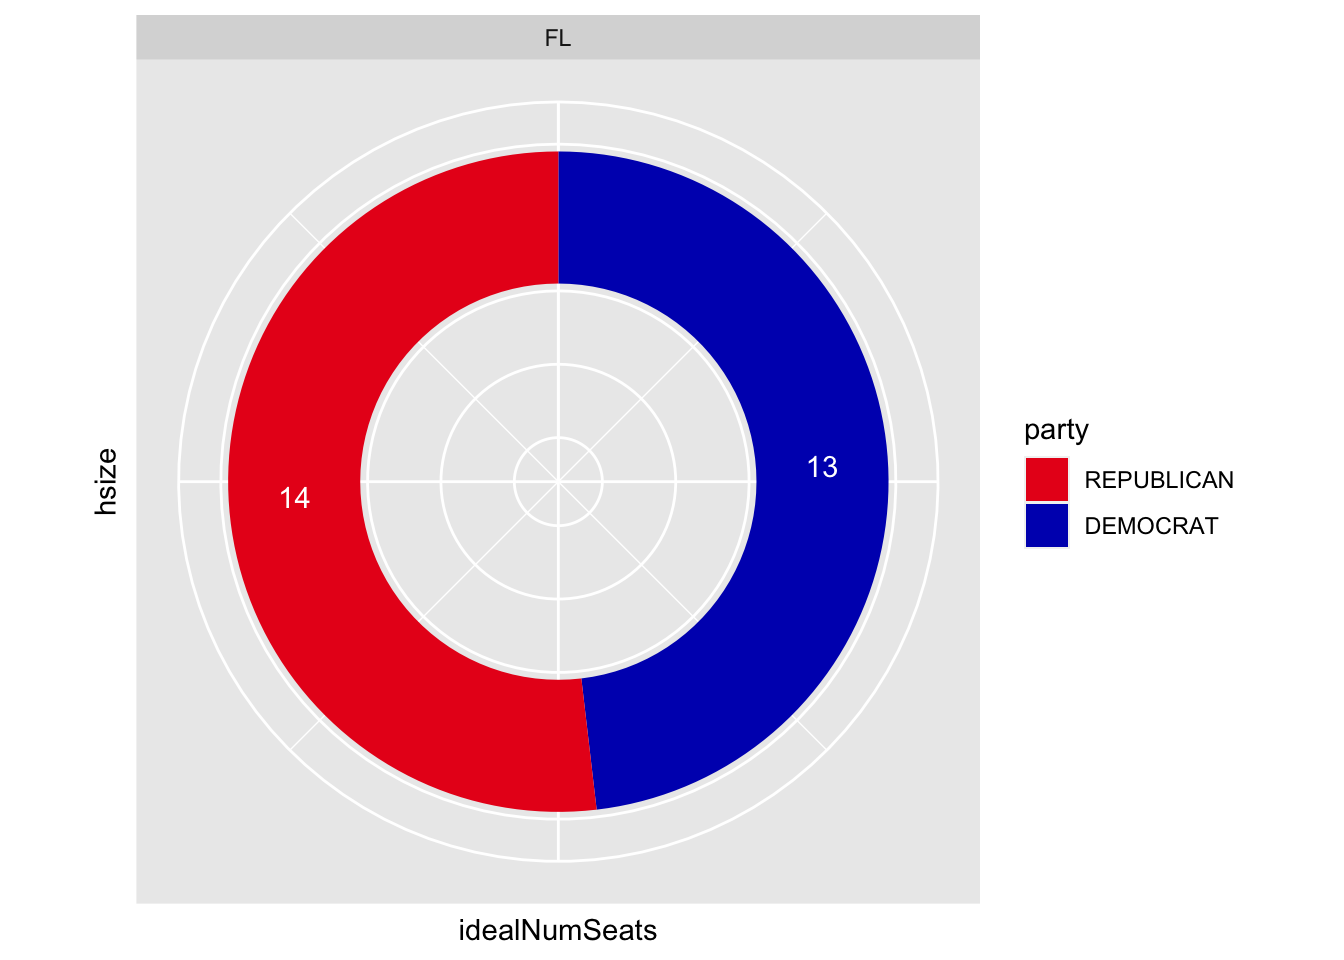 FL
hsize
14
13
party
REPUBLICAN
DEMOCRAT
idealNumSeats